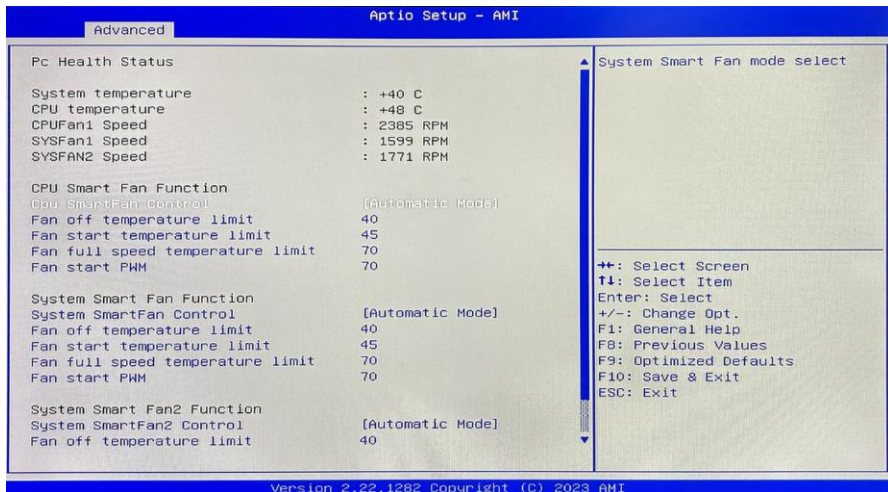 Aptio Setup – AMI
Advanced
Pc Health Status
System temperature : +40 C
CPU temperature : +48 C
CPUFan1 Speed : 2385 RPM
SYSFan1 Speed : 1599 RPM
SYSFAN2 Speed : 1771 RPM
CPU Smart Fan Function
Cpu SmartFan Control [Automatic Mode]
Fan off temperature limit 40
Fan start temperature limit 45
Fan full speed temperature limit 70
Fan start PWM 70
System Smart Fan Function
System SmartFan Control [Automatic Mode]
Fan off temperature limit 40
Fan start temperature limit 45
Fan full speed temperature limit 70
Fan start PWM 70
System Smart Fan2 Function
System SmartFan2 Control [Automatic Mode]
Fan off temperature limit 40
System Smart Fan mode select
→←: Select Screen
↑↓: Select Item
Enter: Select
+/-: Change Opt.
F1: General Help
F8: Previous Values
F9: Optimized Defaults
F10: Save & Exit
ESC: Exit
Version 2.22.1282 Copyright (C) 2023 AMI